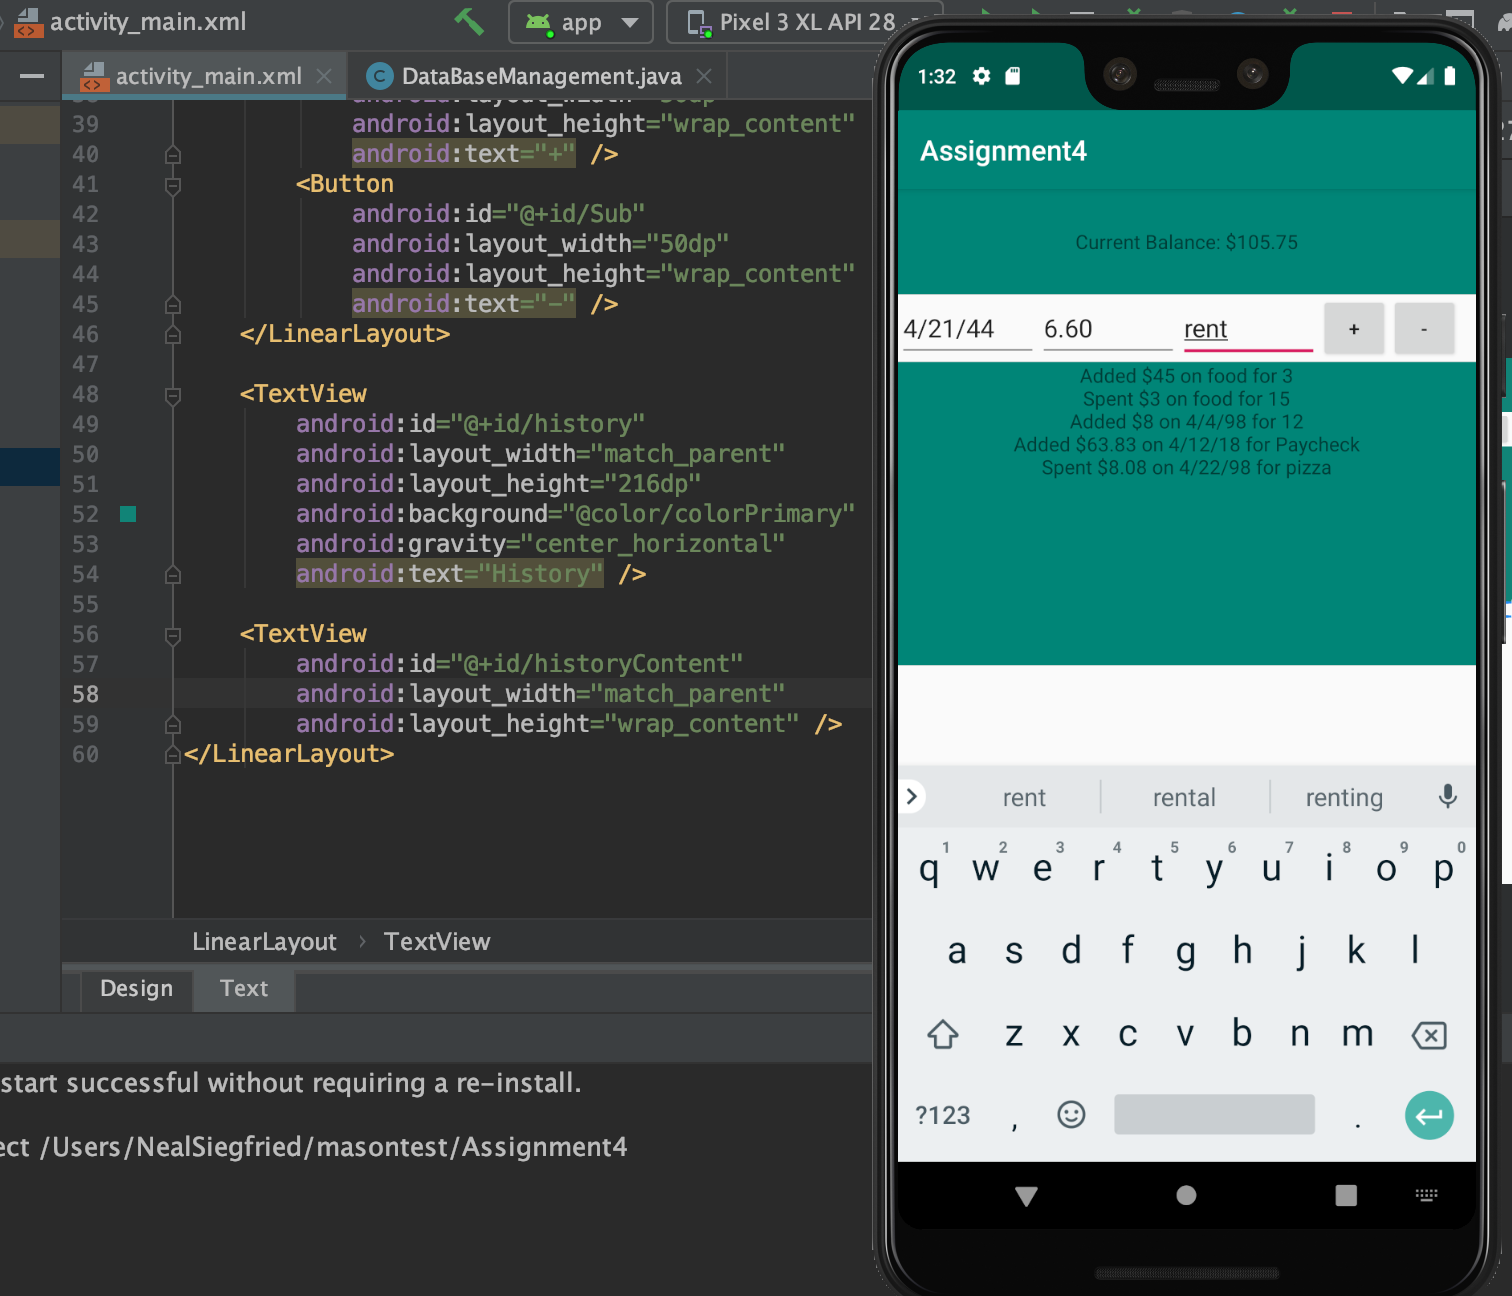 activity_main.xml
app
Pixel 3 XL API 28
activity_main.xml
DataBaseManagement.java
39 android:layout_height="wrap_content"
40 android:text="+" />
41 <Button
42 android:id="@+id/Sub"
43 android:layout_width="50dp"
44 android:layout_height="wrap_content"
45 android:text="-" />
46 </LinearLayout>
47
48 <TextView
49 android:id="@+id/history"
50 android:layout_width="match_parent"
51 android:layout_height="216dp"
52 android:background="@color/colorPrimary"
53 android:gravity="center_horizontal"
54 android:text="History" />
55
56 <TextView
57 android:id="@+id/historyContent"
58 android:layout_width="match_parent"
59 android:layout_height="wrap_content" />
60 </LinearLayout>
LinearLayout > TextView
Design Text
start successful without requiring a re-install.
ect /Users/NealSiegfried/masontest/Assignment4
1:32
Assignment4
Current Balance: $105.75
4/21/44 6.60 rent + -
Added $45 on food for 3
Spent $3 on food for 15
Added $8 on 4/4/98 for 12
Added $63.83 on 4/12/18 for Paycheck
Spent $8.08 on 4/22/98 for pizza
rent rental renting
1 2 3 4 5 6 7 8 9 0
q w e r t y u i o p
a s d f g h j k l
z x c v b n m
?123 , .